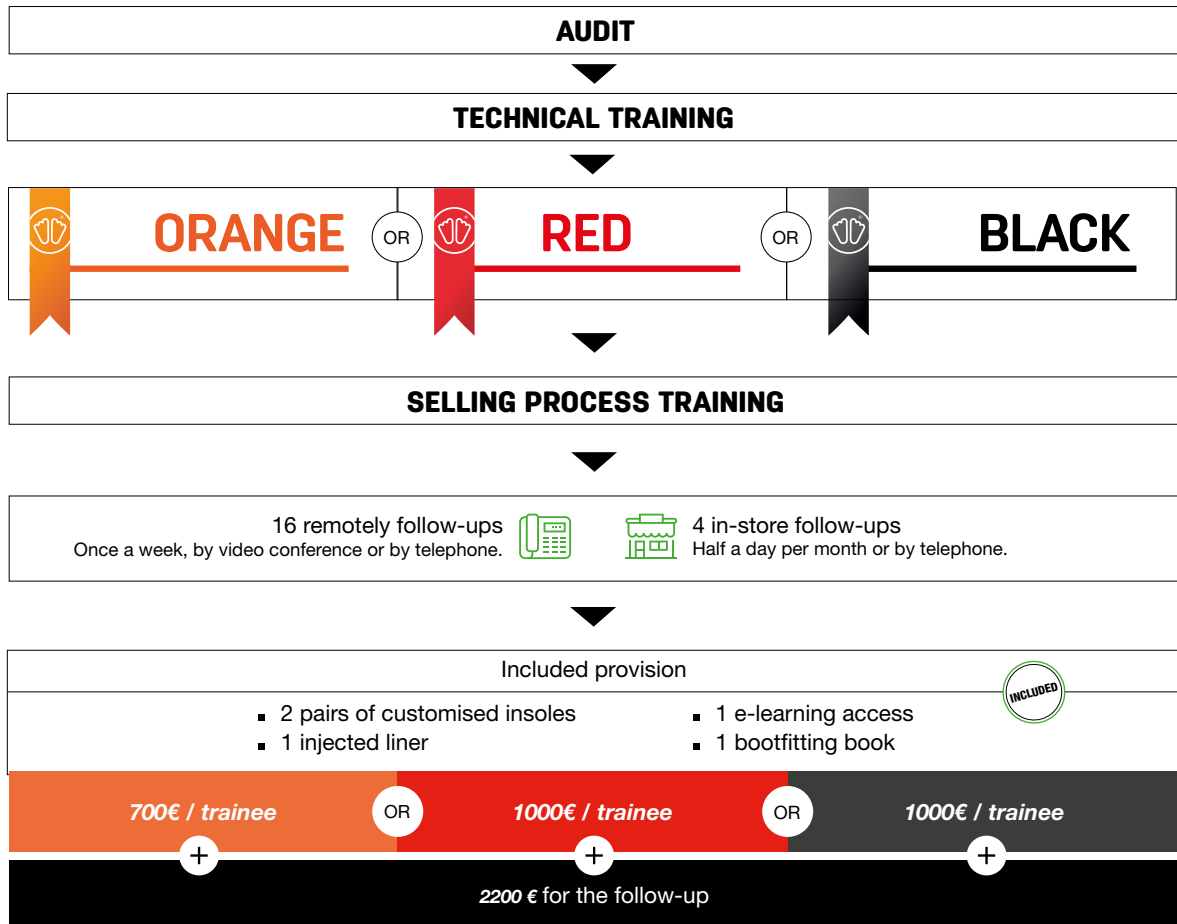 AUDIT
TECHNICAL TRAINING
ORANGE
OR
RED
OR
BLACK
SELLING PROCESS TRAINING
16 remotely follow-ups
Once a week, by video conference or by telephone.
4 in-store follow-ups
Half a day per month or by telephone.
Included provision
INCLUDED
▪ 2 pairs of customised insoles
▪ 1 injected liner
▪ 1 e-learning access
▪ 1 bootfitting book
700€ / trainee
OR
1000€ / trainee
OR
1000€ / trainee
+
+
+
2200 € for the follow-up